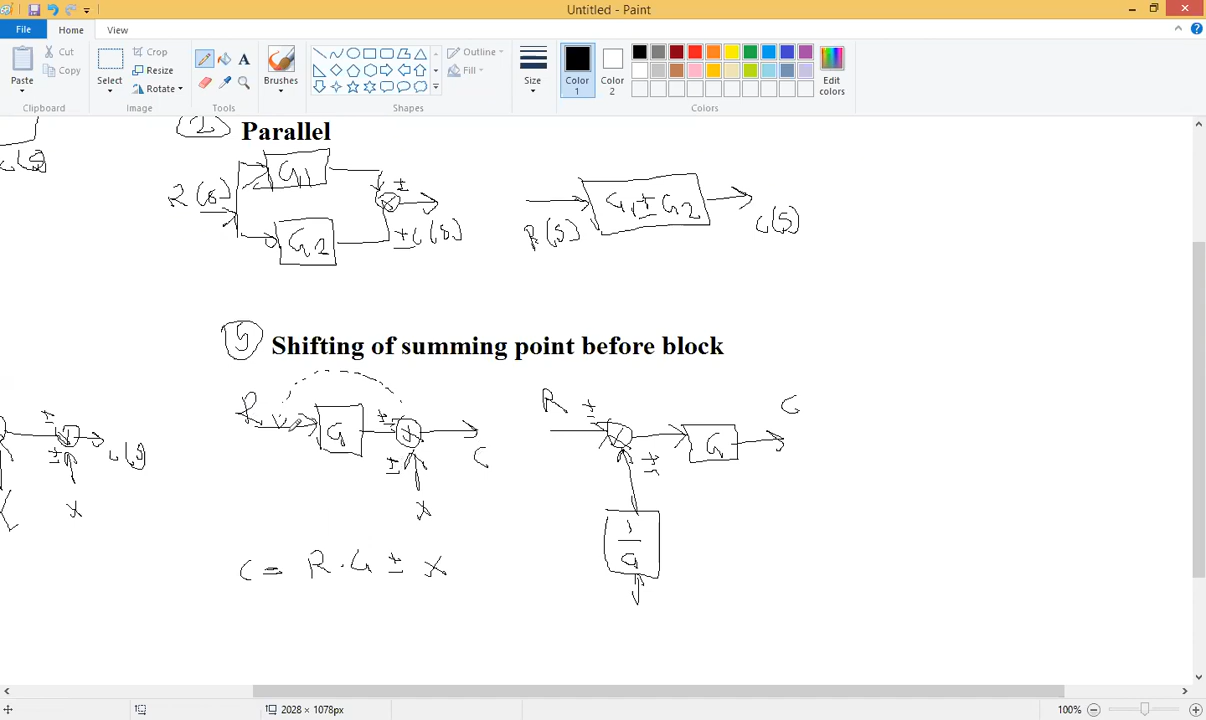 Untitled - Paint
File Home View
Paste
Cut
Copy
Clipboard
Select
Crop
Resize
Rotate
Image
A
Tools
Brushes
Outline
Fill
Shapes
Size
Color 1
Color 2
Edit colors
Colors
(2) Parallel
G1
R(s)
±
G2
± C(s)
R(s)
G1 ± G2
C(s)
Shifting of summing point before block
R
G
±
±
C
X
R
±
±
G
C
1
G
±
±
C(s)
X
C = R . G ± X
2028 × 1078px
100%